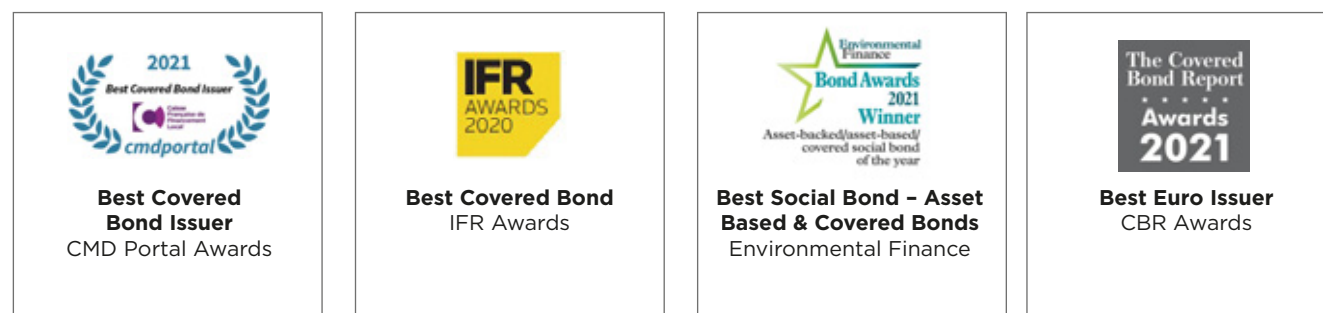 2021
Best Covered Bond Issuer
Caisse
Française de
Financement
Local
cmdportal
Best Covered
Bond Issuer
CMD Portal Awards
IFR
AWARDS
2020
Best Covered Bond
IFR Awards
Environmental
Finance
Bond Awards
2021
Winner
Asset-backed/asset-based/
covered social bond
of the year
Best Social Bond – Asset
Based & Covered Bonds
Environmental Finance
The Covered
Bond Report
Awards
2021
Best Euro Issuer
CBR Awards